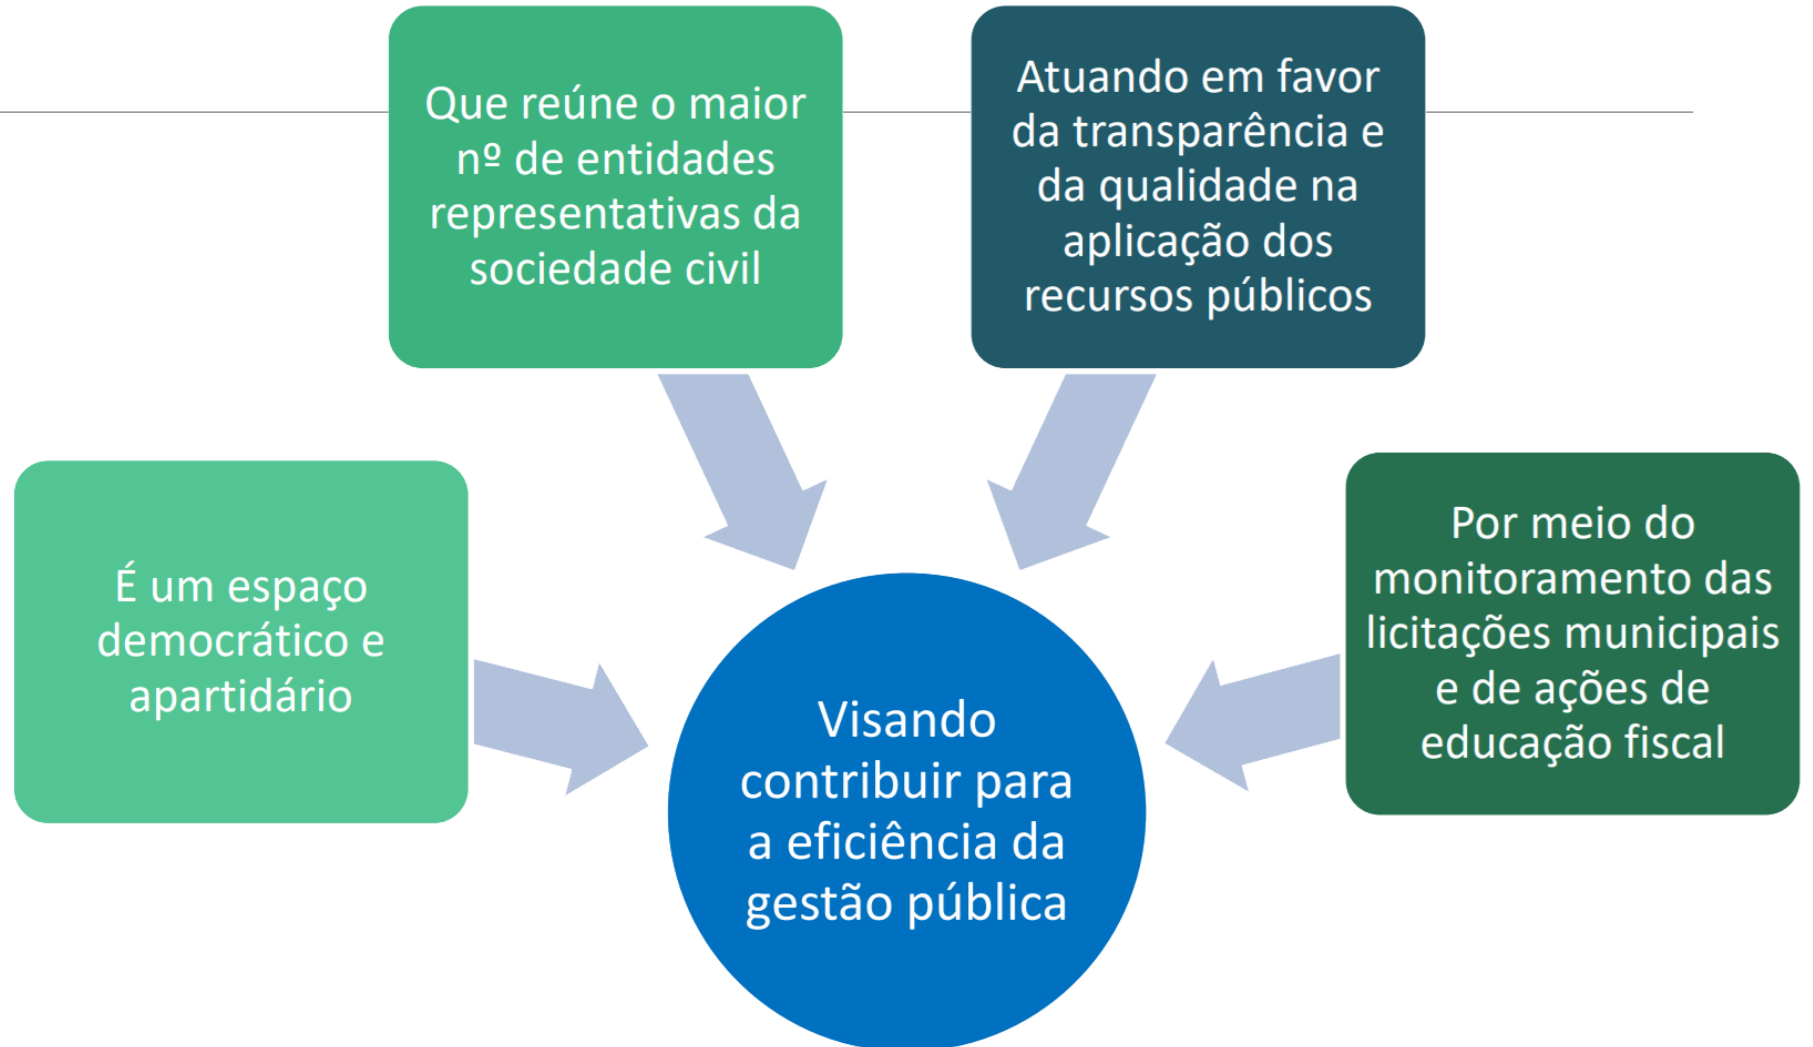 É um espaço
democrático e
apartidário
Que reúne o maior
nº de entidades
representativas da
sociedade civil
Atuando em favor
da transparência e
da qualidade na
aplicação dos
recursos públicos
Por meio do
monitoramento das
licitações municipais
e de ações de
educação fiscal
Visando
contribuir para
a eficiência da
gestão pública